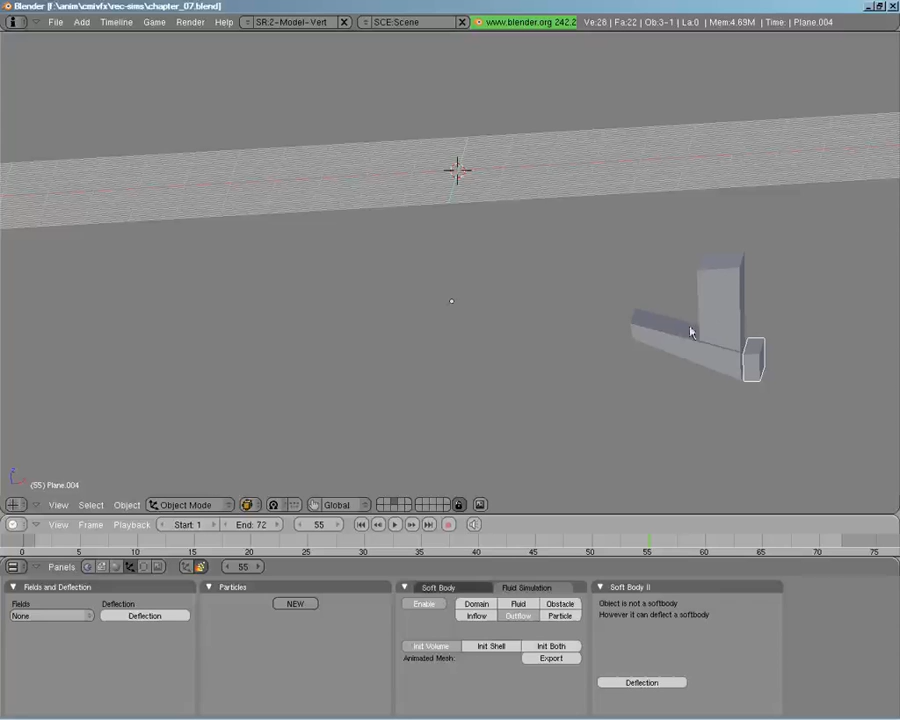 Blender [f:\anim\cmivfx\rec-sims\chapter_07.blend]
File Add Timeline Game Render Help SR:2-Model-Vert SCE:Scene www.blender.org 242.2 Ve:28 | Fa:22 | Ob:3-1 | La:0 | Mem:4.69M | Time: | Plane.004
z
(55) Plane.004
View Select Object Object Mode Global
View Frame Playback Start: 1 End: 72 55
0 5 10 15 20 25 30 35 40 45 50 55 60 65 70 75
Panels 55
Fields and Deflection Particles Soft Body Fluid Simulation Soft Body II
Fields Deflection NEW Enable Domain Fluid Obstacle Object is not a softbody
None Deflection Inflow Outflow Particle However it can deflect a softbody
Init Volume Init Shell Init Both
Animated Mesh: Export
Deflection